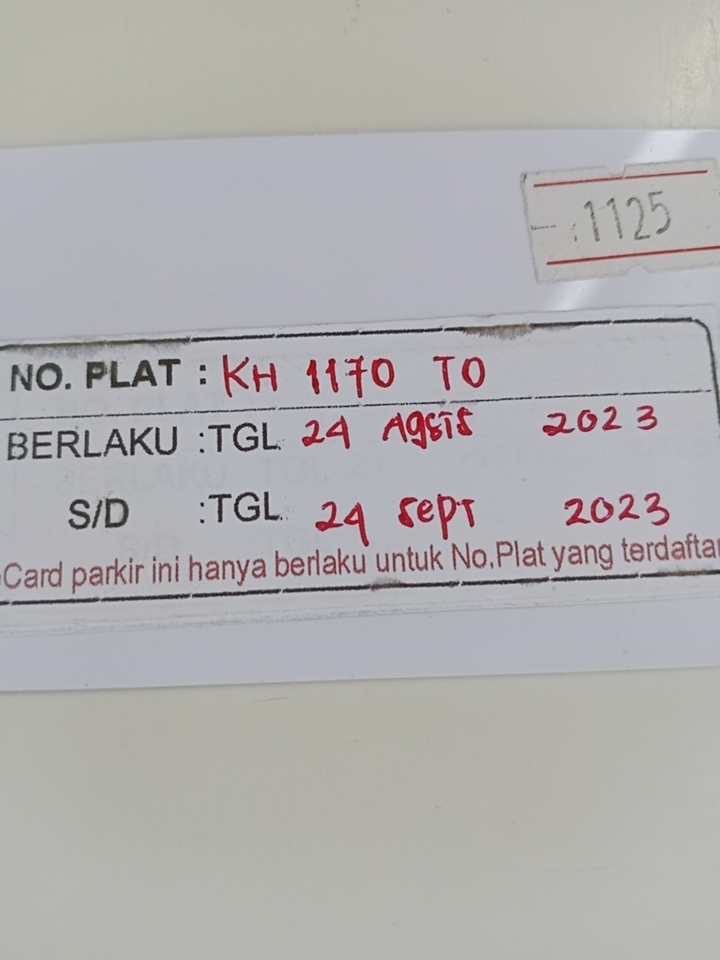 - .1125
NO. PLAT : KH 1170 TO
BERLAKU :TGL 24 Agsts 2023
S/D :TGL. 24 Sept 2023
Card parkir ini hanya berlaku untuk No.Plat yang terdaftar